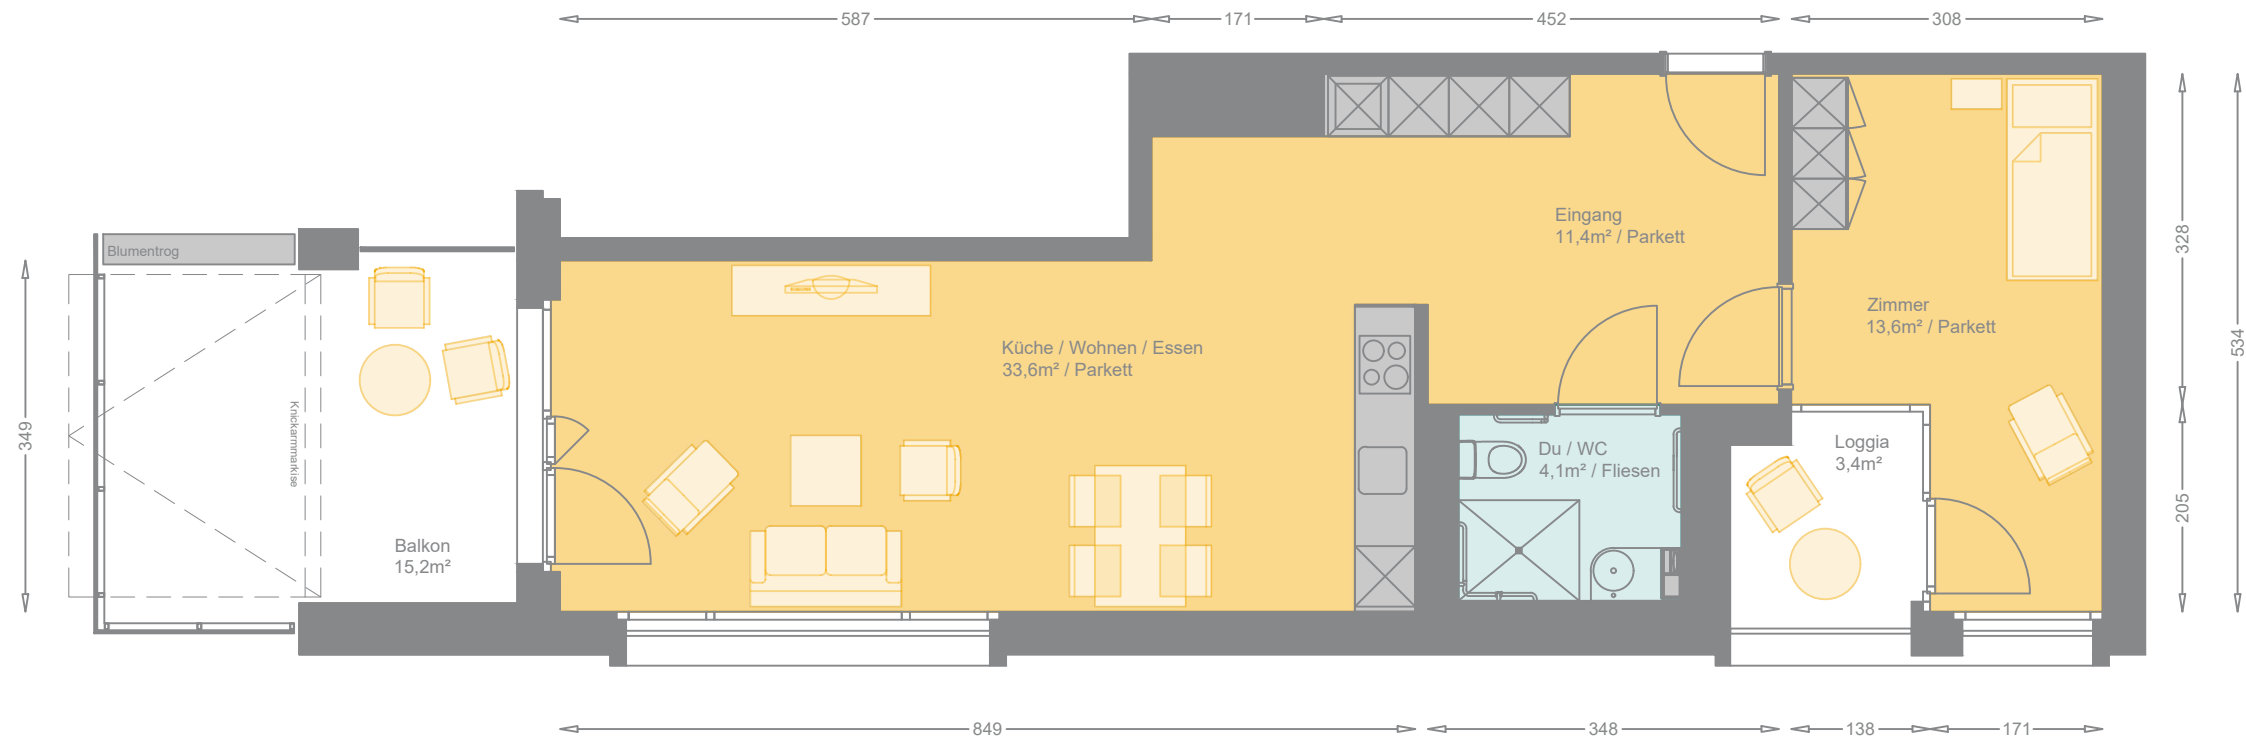 587
171
452
308
Blumentrog
Eingang
11,4m² / Parkett
328
534
Zimmer
13,6m² / Parkett
Küche / Wohnen / Essen
33,6m² / Parkett
349
Knickarmmarkise
Du / WC
4,1m² / Fliesen
Loggia
3,4m²
205
Balkon
15,2m²
849
348
138
171